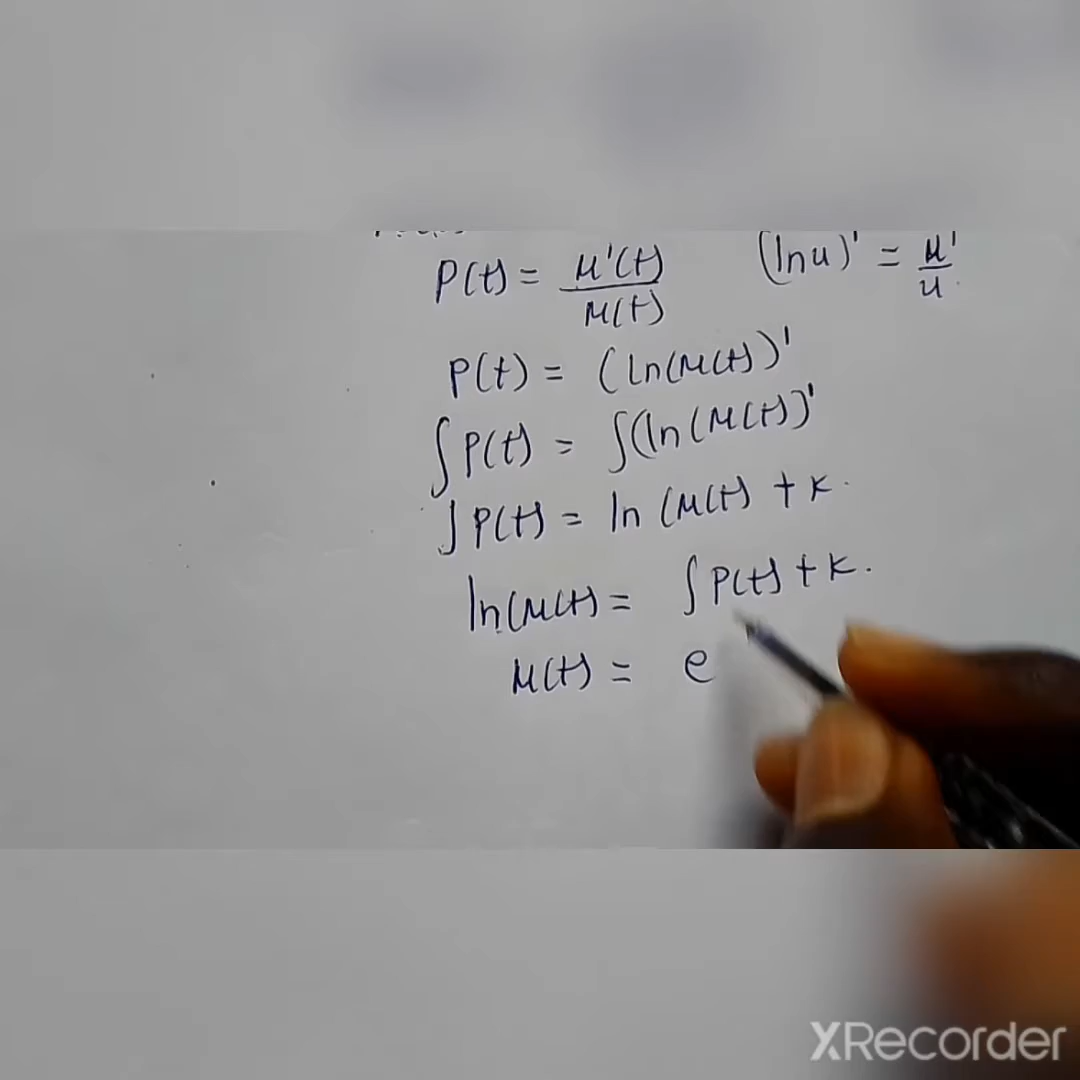 P(t) = μ'(t)/μ(t) (ln u)' = u'/u
P(t) = (ln(μ(t))'
∫P(t) = ∫(ln(μ(t))'
∫P(t) = ln (μ(t) + K.
ln(μ(t) = ∫P(t) + K.
μ(t) = e
XRecorder